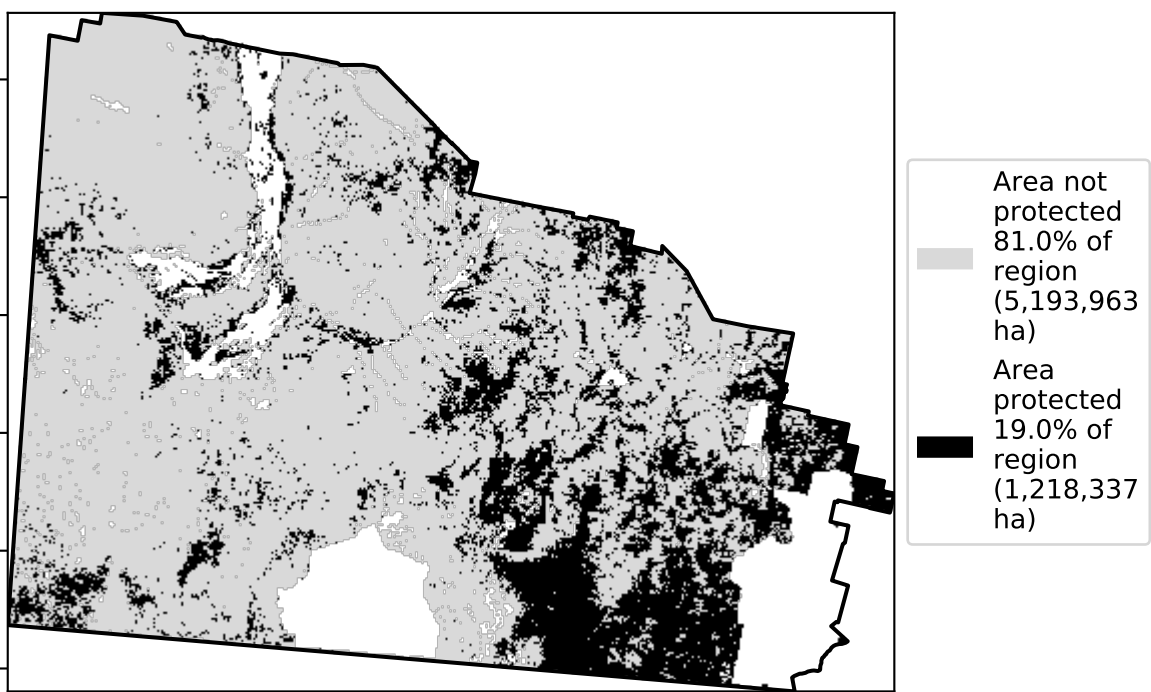 Area not
protected
81.0% of
region
(5,193,963
ha)
Area
protected
19.0% of
region
(1,218,337
ha)